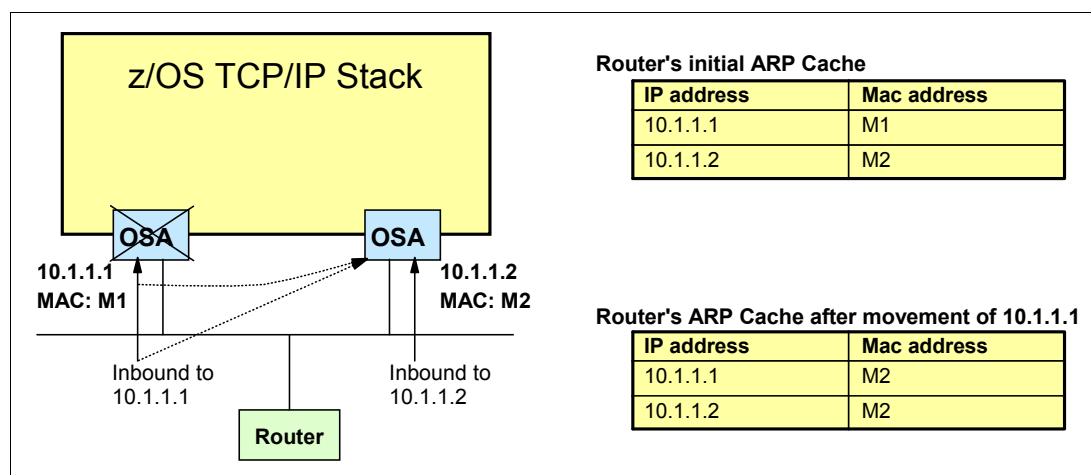 z/OS TCP/IP Stack
OSA
OSA
10.1.1.1
MAC: M1
10.1.1.2
MAC: M2
Inbound to
10.1.1.1
Inbound to
10.1.1.2
Router
Router's initial ARP Cache
IP address Mac address
10.1.1.1 M1
10.1.1.2 M2
Router's ARP Cache after movement of 10.1.1.1
IP address Mac address
10.1.1.1 M2
10.1.1.2 M2